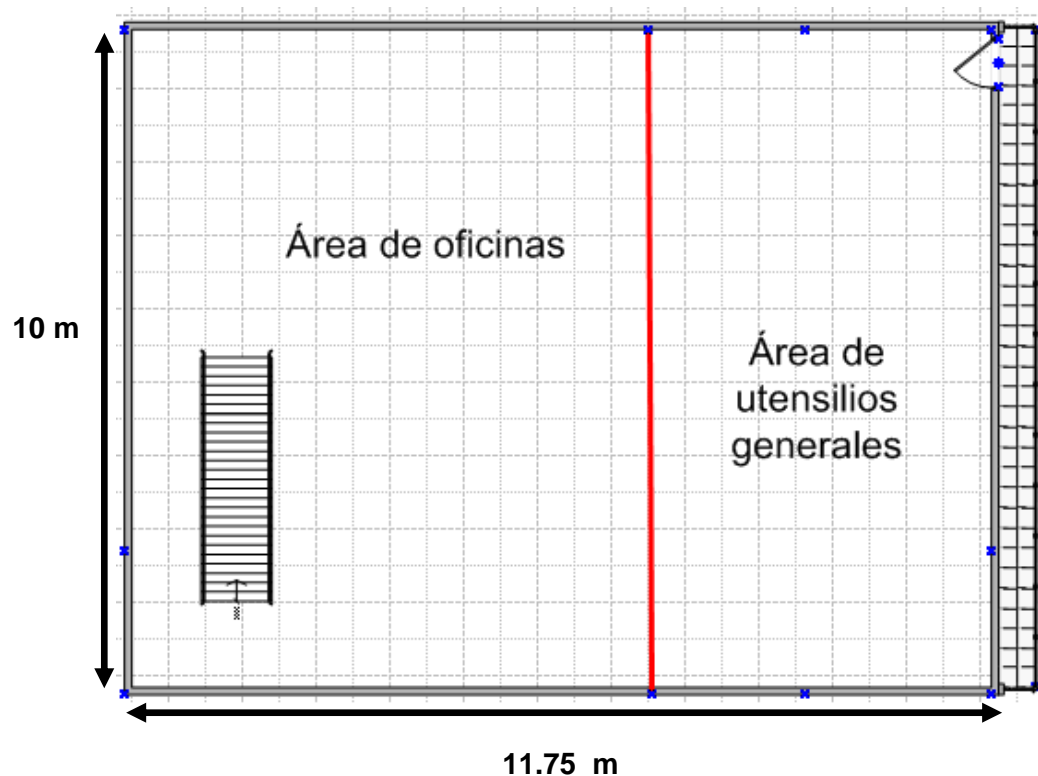 Área de oficinas
10 m
Área de
utensilios
generales
11.75 m